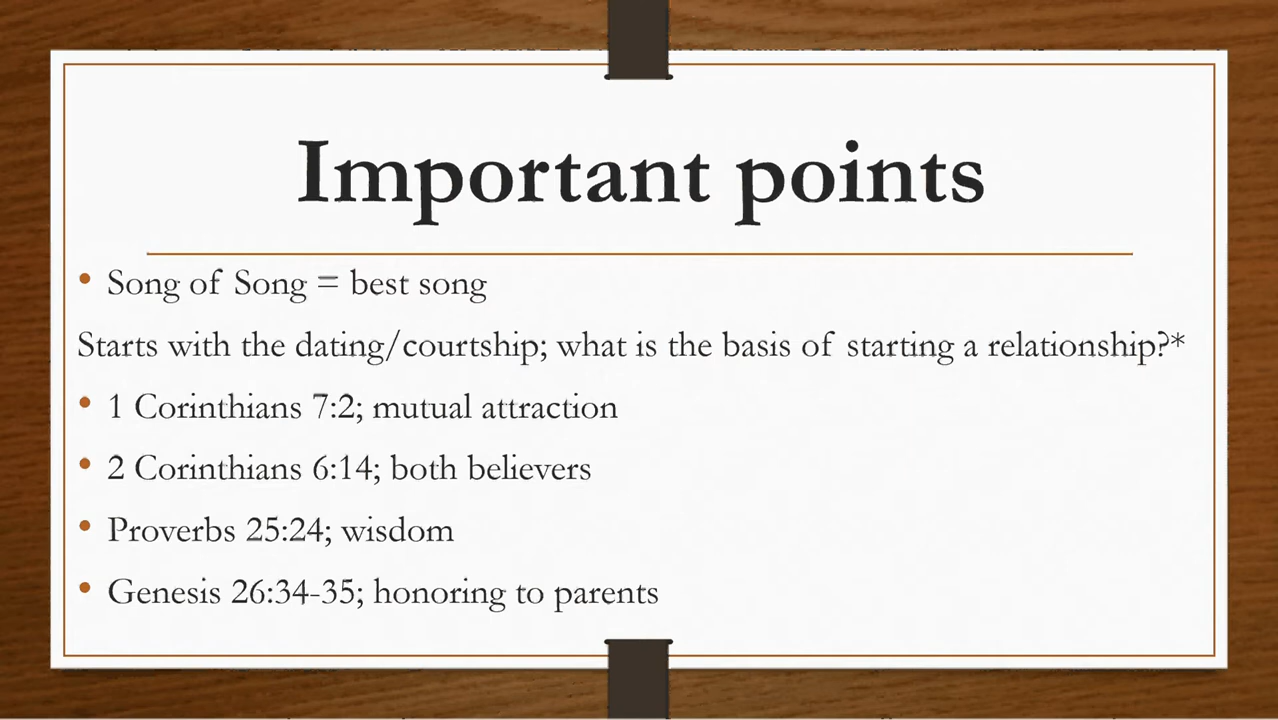 Important points
• Song of Song = best song
Starts with the dating/courtship; what is the basis of starting a relationship?*
• 1 Corinthians 7:2; mutual attraction
• 2 Corinthians 6:14; both believers
• Proverbs 25:24; wisdom
• Genesis 26:34-35; honoring to parents